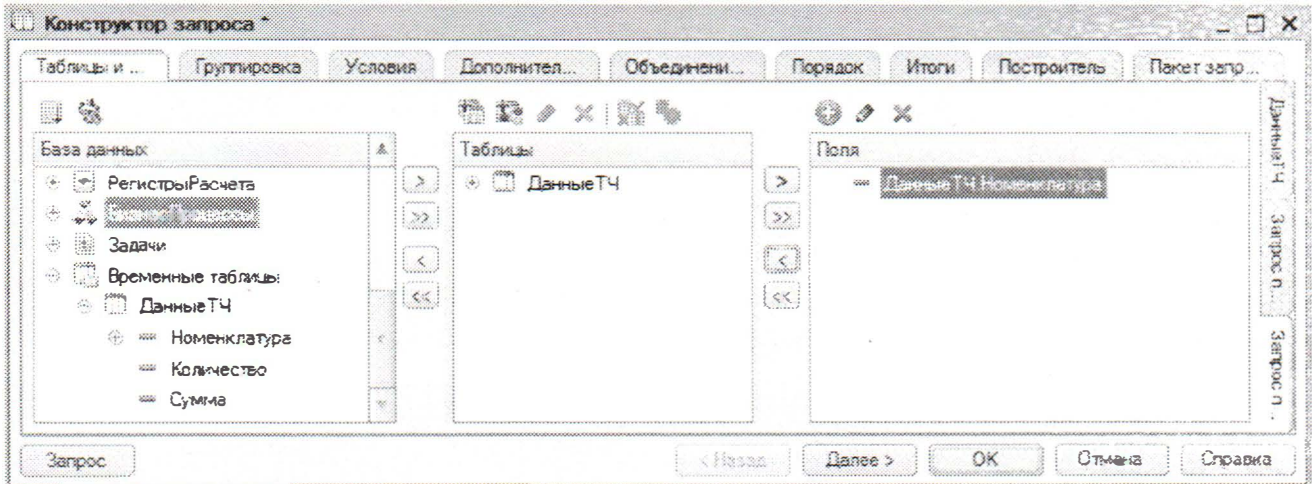 Конструктор запроса *
Таблицы и ...
Группировка
Условия
Дополнител...
Объединени...
Порядок
Итоги
Построитель
Пакет запр...
База данных
Таблицы
Поля
РегистрыРасчета
БизнесПроцессы
Задачи
Временные таблицы
ДанныеТЧ
Номенклатура
Количество
Сумма
>
>>
<
<<
ДанныеТЧ
>
>>
<
<<
ДанныеТЧ.Номенклатура
ДанныеТЧ
Запрос п...
Запрос п...
Запрос
< Назад
Далее >
OK
Отмена
Справка